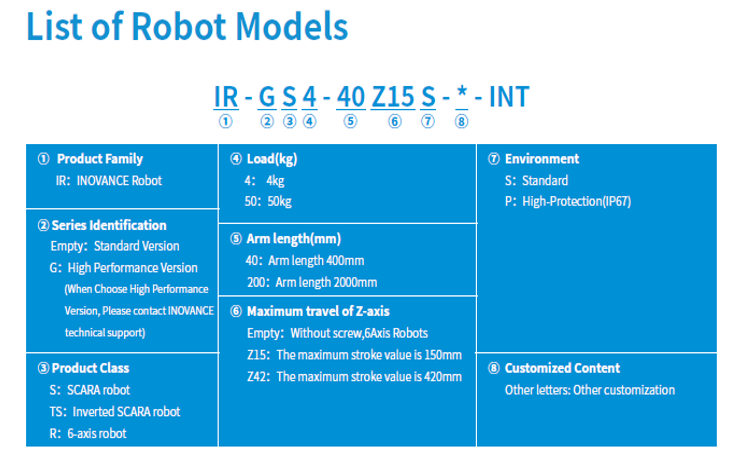 List of Robot Models
IR - G S 4 - 40 Z15 S - * - INT
① ② ③ ④ ⑤ ⑥ ⑦ ⑧
① Product Family
IR: INOVANCE Robot
② Series Identification
Empty: Standard Version
G: High Performance Version
(When Choose High Performance
Version, Please contact INOVANCE
technical support)
③ Product Class
S: SCARA robot
TS: Inverted SCARA robot
R: 6-axis robot
④ Load(kg)
4: 4kg
50: 50kg
⑤ Arm length(mm)
40: Arm length 400mm
200: Arm length 2000mm
⑥ Maximum travel of Z-axis
Empty: Without screw,6Axis Robots
Z15: The maximum stroke value is 150mm
Z42: The maximum stroke value is 420mm
⑦ Environment
S: Standard
P: High-Protection(IP67)
⑧ Customized Content
Other letters: Other customization